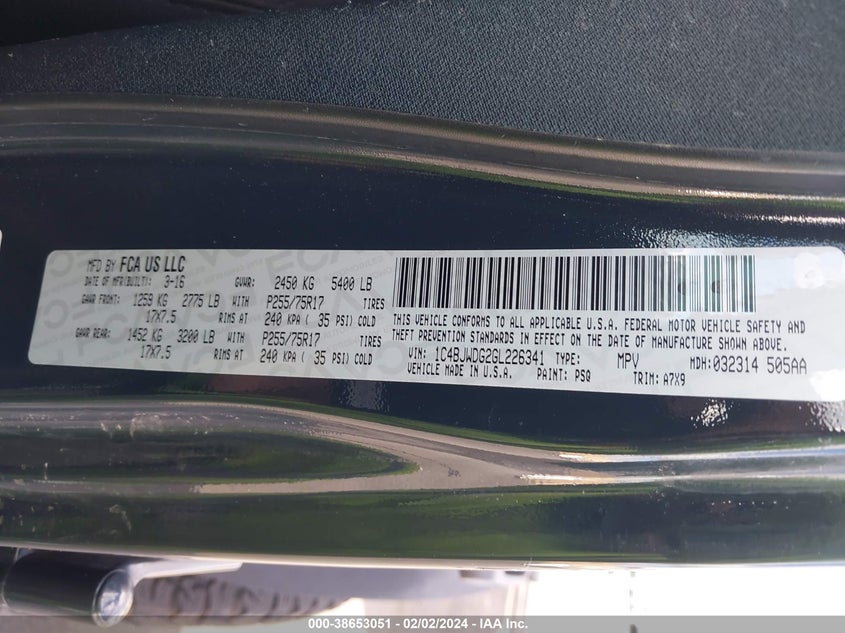 MFD BY FCA US LLC
DATE OF MFR(BUILT): 3-16 GVWR: 2450 KG 5400 LB
GAWR FRONT: 1259 KG 2775 LB WITH P255/75R17 TIRES
17X7.5 RIMS AT 240 KPA ( 35 PSI) COLD
GAWR REAR: 1452 KG 3200 LB WITH P255/75R17 TIRES
17X7.5 RIMS AT 240 KPA ( 35 PSI) COLD
THIS VEHICLE CONFORMS TO ALL APPLICABLE U.S.A. FEDERAL MOTOR VEHICLE SAFETY AND
THEFT PREVENTION STANDARDS IN EFFECT ON THE DATE OF MANUFACTURE SHOWN ABOVE.
VIN: 1C4BJWDG2GL226341 TYPE: MPV MDH: 032314 505AA
VEHICLE MADE IN U.S.A. PAINT: PSQ TRIM: A7X9
000-38653051 - 02/02/2024 - IAA, Inc.